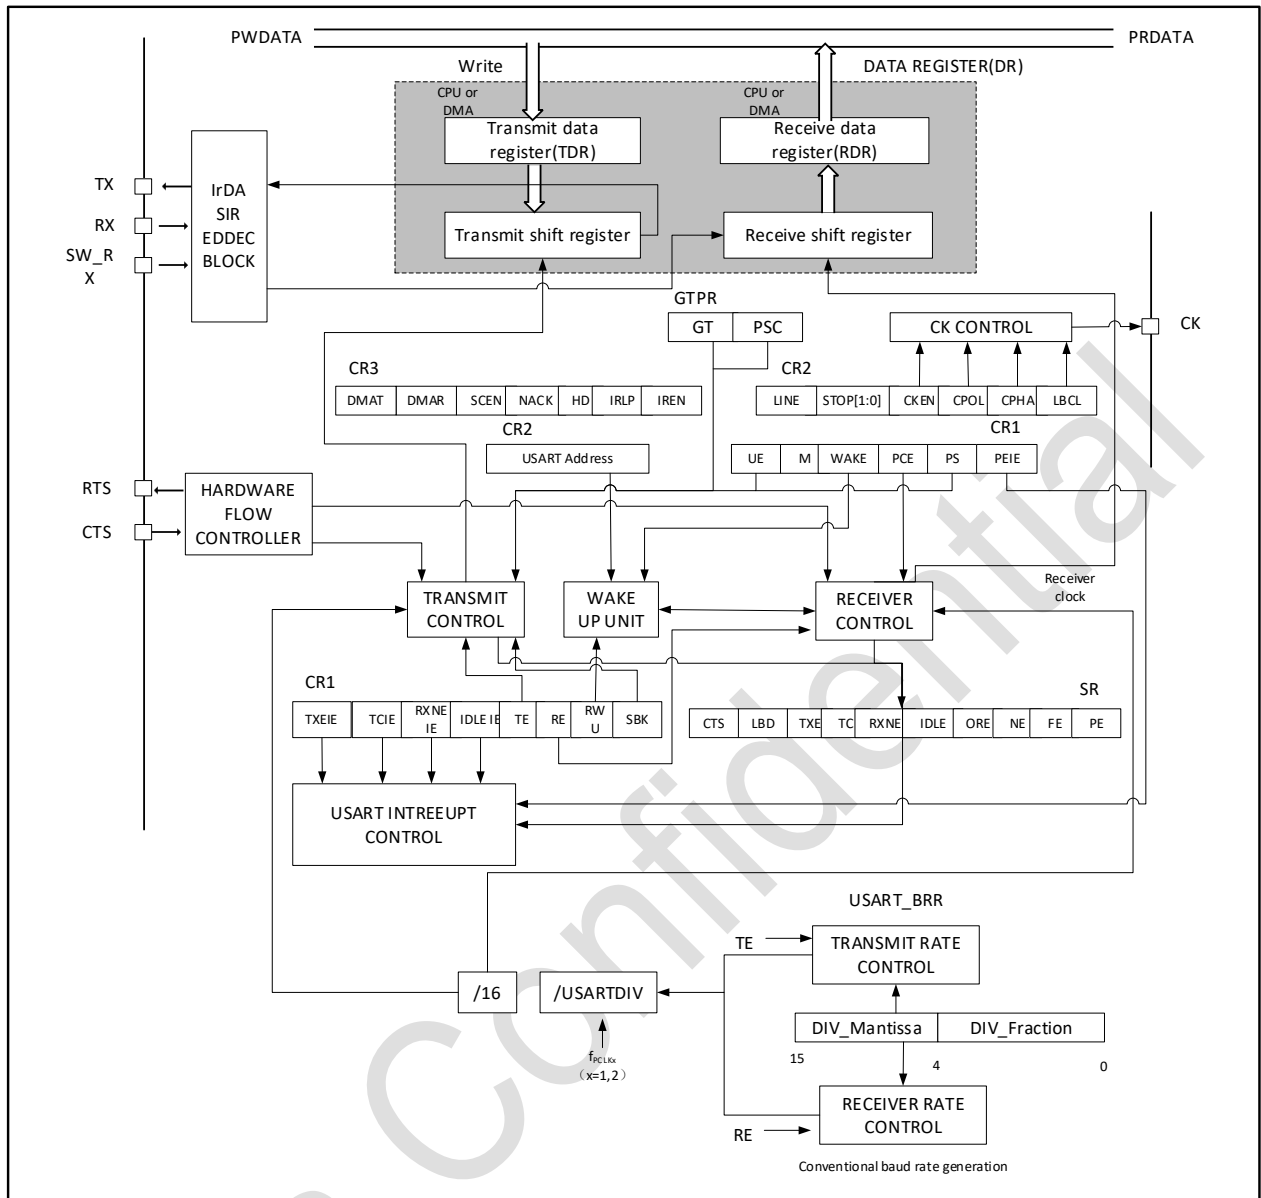 PWDATA
PRDATA
Write
DATA REGISTER(DR)
CPU or
DMA
CPU or
DMA
Transmit data
register(TDR)
Receive data
register(RDR)
TX
RX
SW_R
X
IrDA
SIR
EDDEC
BLOCK
Transmit shift register
Receive shift register
GTPR
GT
PSC
CK CONTROL
CK
CR3
CR2
DMAT
DMAR
SCEN
NACK
HD
IRLP
IREN
LINE
STOP[1:0]
CKEN
CPOL
CPHA
LBCL
CR2
CR1
USART Address
UE
M
WAKE
PCE
PS
PEIE
RTS
CTS
HARDWARE
FLOW
CONTROLLER
TRANSMIT
CONTROL
WAKE
UP UNIT
RECEIVER
CONTROL
Receiver
clock
CR1
SR
TXEIE
TCIE
RXNE
IE
IDLE IE
TE
RE
RW
U
SBK
CTS
LBD
TXE
TC
RXNE
IDLE
ORE
NE
FE
PE
USART INTREEUPT
CONTROL
USART_BRR
TE
TRANSMIT RATE
CONTROL
/16
/USARTDIV
DIV_Mantissa
DIV_Fraction
15
4
0
fPCLKx
（x=1,2）
RECEIVER RATE
CONTROL
RE
Conventional baud rate generation
Confidential